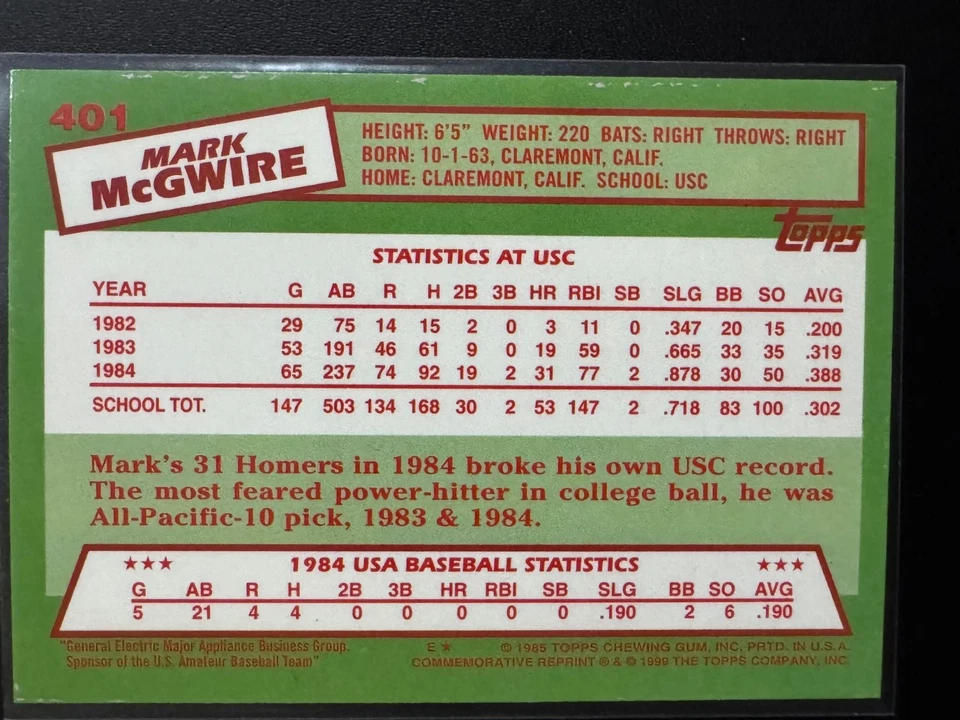 401
MARK
McGWIRE
HEIGHT: 6'5" WEIGHT: 220 BATS: RIGHT THROWS: RIGHT
BORN: 10-1-63, CLAREMONT, CALIF.
HOME: CLAREMONT, CALIF. SCHOOL: USC
topps
STATISTICS AT USC
YEAR G AB R H 2B 3B HR RBI SB SLG BB SO AVG
1982 29 75 14 15 2 0 3 11 0 .347 20 15 .200
1983 53 191 46 61 9 0 19 59 0 .665 33 35 .319
1984 65 237 74 92 19 2 31 77 2 .878 30 50 .388
SCHOOL TOT. 147 503 134 168 30 2 53 147 2 .718 83 100 .302
Mark's 31 Homers in 1984 broke his own USC record.
The most feared power-hitter in college ball, he was
All-Pacific-10 pick, 1983 & 1984.
★★★ 1984 USA BASEBALL STATISTICS ★★★
G AB R H 2B 3B HR RBI SB SLG BB SO AVG
5 21 4 4 0 0 0 0 0 .190 2 6 .190
"General Electric Major Appliance Business Group.
Sponsor of the U.S. Amateur Baseball Team"
E ★ © 1985 TOPPS CHEWING GUM, INC. PRTD. IN U.S.A.
COMMEMORATIVE REPRINT ® & © 1999 THE TOPPS COMPANY, INC.